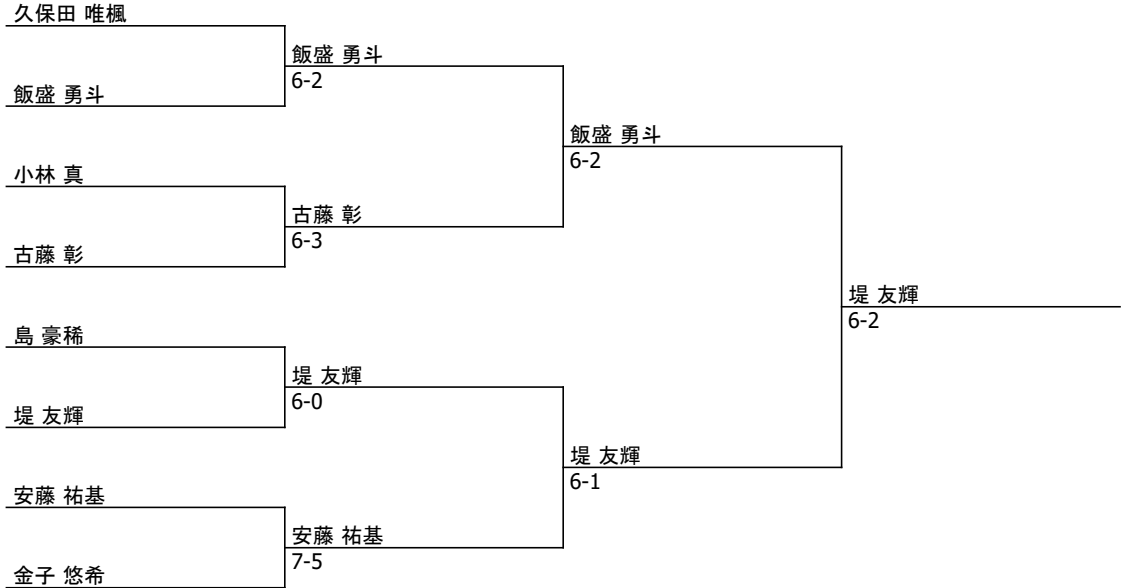 久保田 唯楓
飯盛 勇斗
6-2
飯盛 勇斗
飯盛 勇斗
6-2
小林 真
古藤 彰
6-3
古藤 彰
堤 友輝
6-2
島 豪稀
堤 友輝
6-0
堤 友輝
堤 友輝
6-1
安藤 祐基
安藤 祐基
7-5
金子 悠希